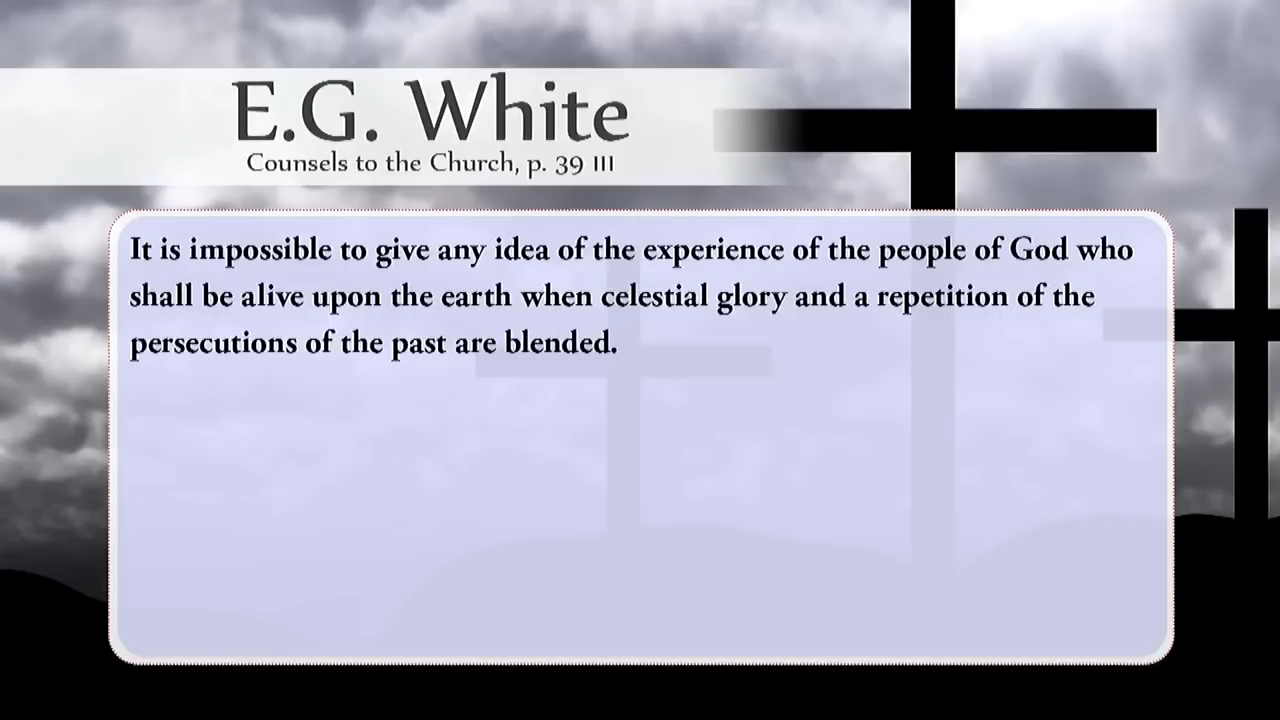 E.G. White
Counsels to the Church, p. 39 III
It is impossible to give any idea of the experience of the people of God who
shall be alive upon the earth when celestial glory and a repetition of the
persecutions of the past are blended.